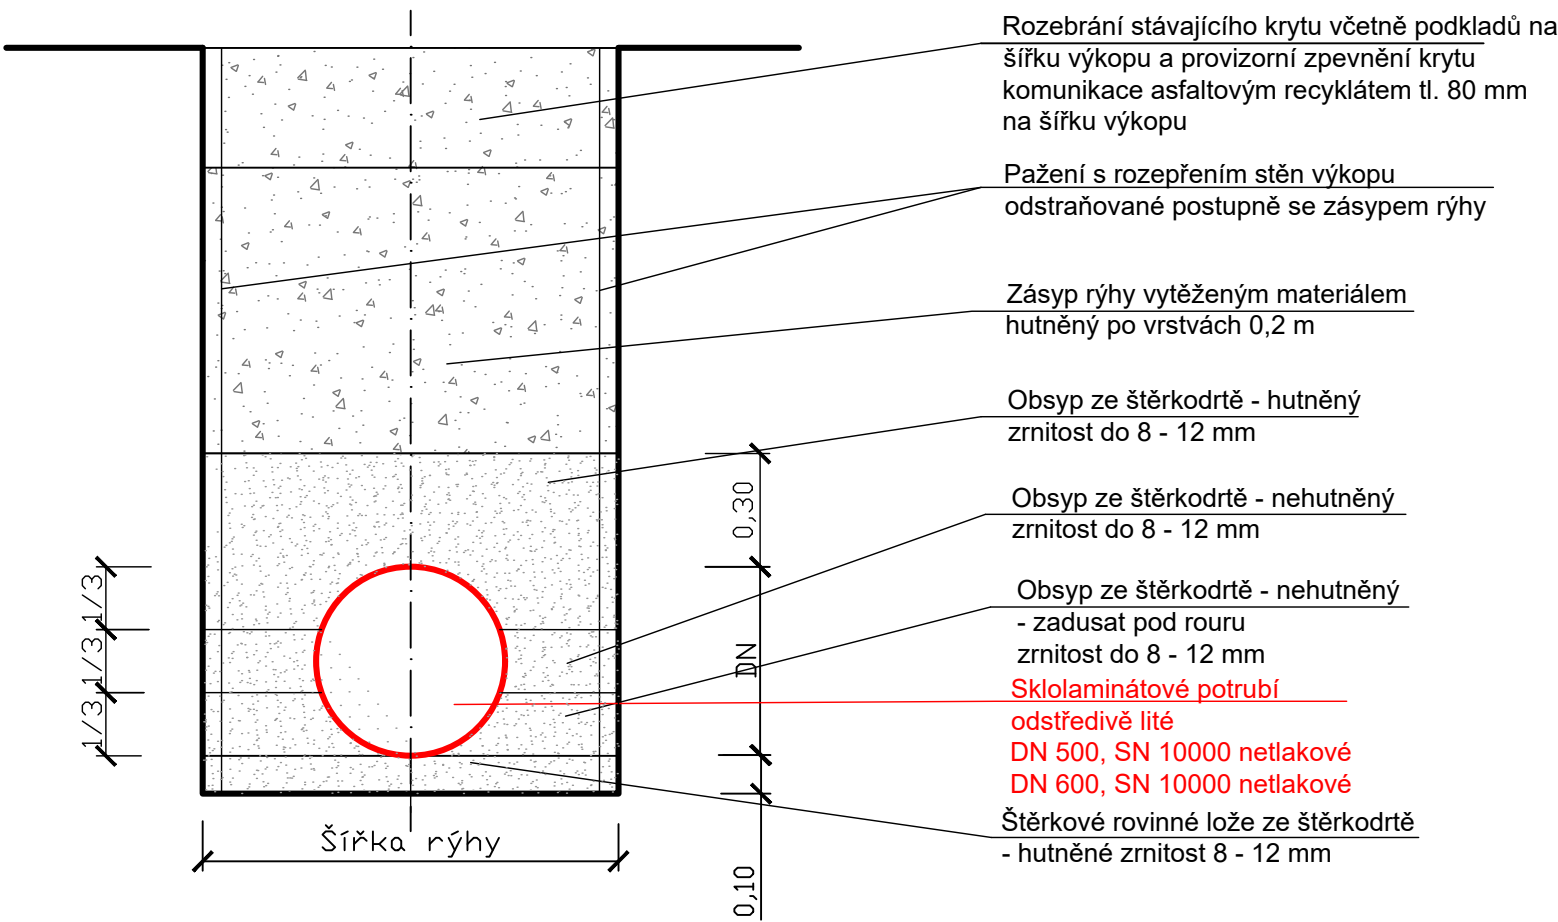 Rozebrání stávajícího krytu včetně podkladů na
šířku výkopu a provizorní zpevnění krytu
komunikace asfaltovým recyklátem tl. 80 mm
na šířku výkopu
Pažení s rozepřením stěn výkopu
odstraňované postupně se zásypem rýhy
Zásyp rýhy vytěženým materiálem
hutněný po vrstvách 0,2 m
Obsyp ze štěrkodrtě - hutněný
zrnitost do 8 - 12 mm
Obsyp ze štěrkodrtě - nehutněný
zrnitost do 8 - 12 mm
Obsyp ze štěrkodrtě - nehutněný
- zadusat pod rouru
zrnitost do 8 - 12 mm
Sklolaminátové potrubí
odstředivě lité
DN 500, SN 10000 netlakové
DN 600, SN 10000 netlakové
Štěrkové rovinné lože ze štěrkodrtě
- hutněné zrnitost 8 - 12 mm
0,30
DN
0,10
1/3
1/3
1/3
Šířka rýhy